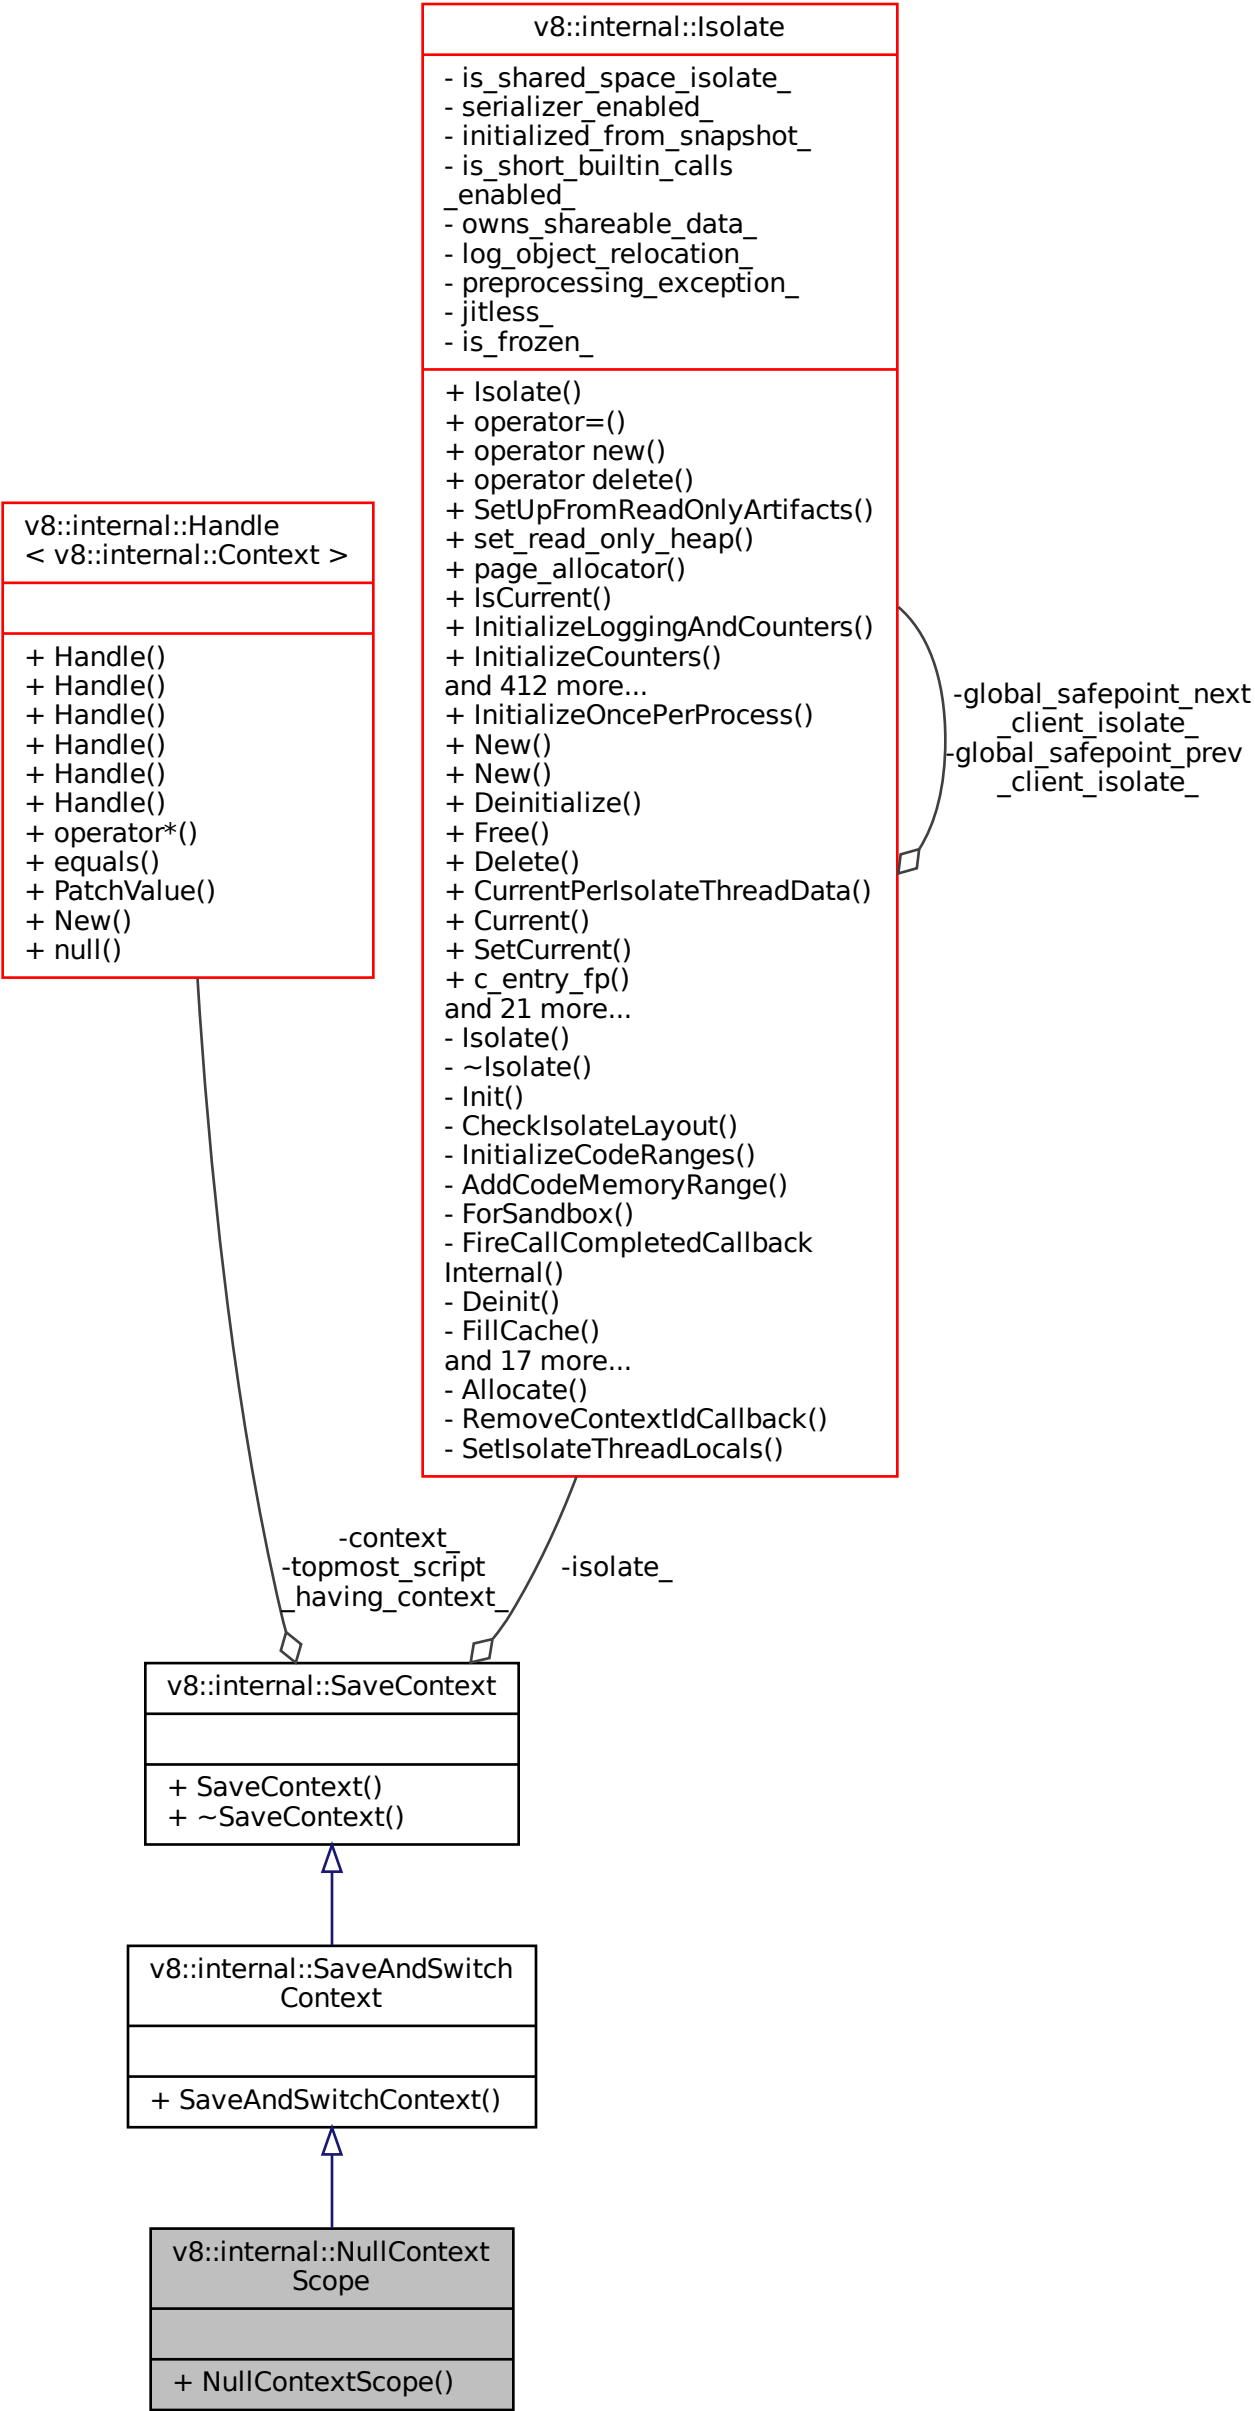 v8::internal::Isolate
- is_shared_space_isolate_
- serializer_enabled_
- initialized_from_snapshot_
- is_short_builtin_calls
_enabled_
- owns_shareable_data_
- log_object_relocation_
- preprocessing_exception_
- jitless_
- is_frozen_
+ Isolate()
+ operator=()
+ operator new()
+ operator delete()
+ SetUpFromReadOnlyArtifacts()
+ set_read_only_heap()
+ page_allocator()
+ IsCurrent()
+ InitializeLoggingAndCounters()
+ InitializeCounters()
and 412 more...
+ InitializeOncePerProcess()
+ New()
+ New()
+ Deinitialize()
+ Free()
+ Delete()
+ CurrentPerIsolateThreadData()
+ Current()
+ SetCurrent()
+ c_entry_fp()
and 21 more...
- Isolate()
- ~Isolate()
- Init()
- CheckIsolateLayout()
- InitializeCodeRanges()
- AddCodeMemoryRange()
- ForSandbox()
- FireCallCompletedCallback
Internal()
- Deinit()
- FillCache()
and 17 more...
- Allocate()
- RemoveContextIdCallback()
- SetIsolateThreadLocals()
v8::internal::Handle
< v8::internal::Context >
+ Handle()
+ Handle()
+ Handle()
+ Handle()
+ Handle()
+ Handle()
+ operator*()
+ equals()
+ PatchValue()
+ New()
+ null()
-global_safepoint_next
_client_isolate_
-global_safepoint_prev
_client_isolate_
-context_
-topmost_script
_having_context_
-isolate_
v8::internal::SaveContext
+ SaveContext()
+ ~SaveContext()
v8::internal::SaveAndSwitch
Context
+ SaveAndSwitchContext()
v8::internal::NullContext
Scope
+ NullContextScope()